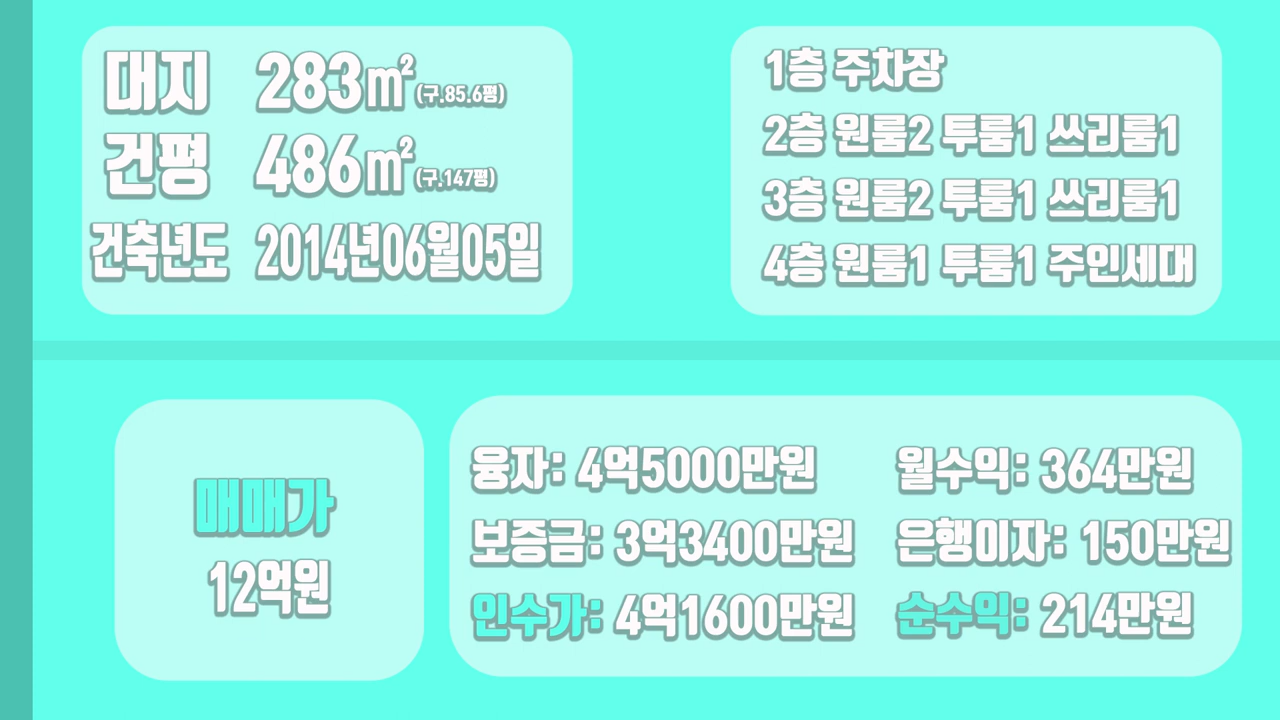 대지 283㎡(구.85.6평)
건평 486㎡(구.147평)
건축년도 2014년06월05일
1층 주차장
2층 원룸2 투룸1 쓰리룸1
3층 원룸2 투룸1 쓰리룸1
4층 원룸1 투룸1 주인세대
매매가
12억원
융자: 4억5000만원
보증금: 3억3400만원
인수가: 4억1600만원
월수익: 364만원
은행이자: 150만원
순수익: 214만원